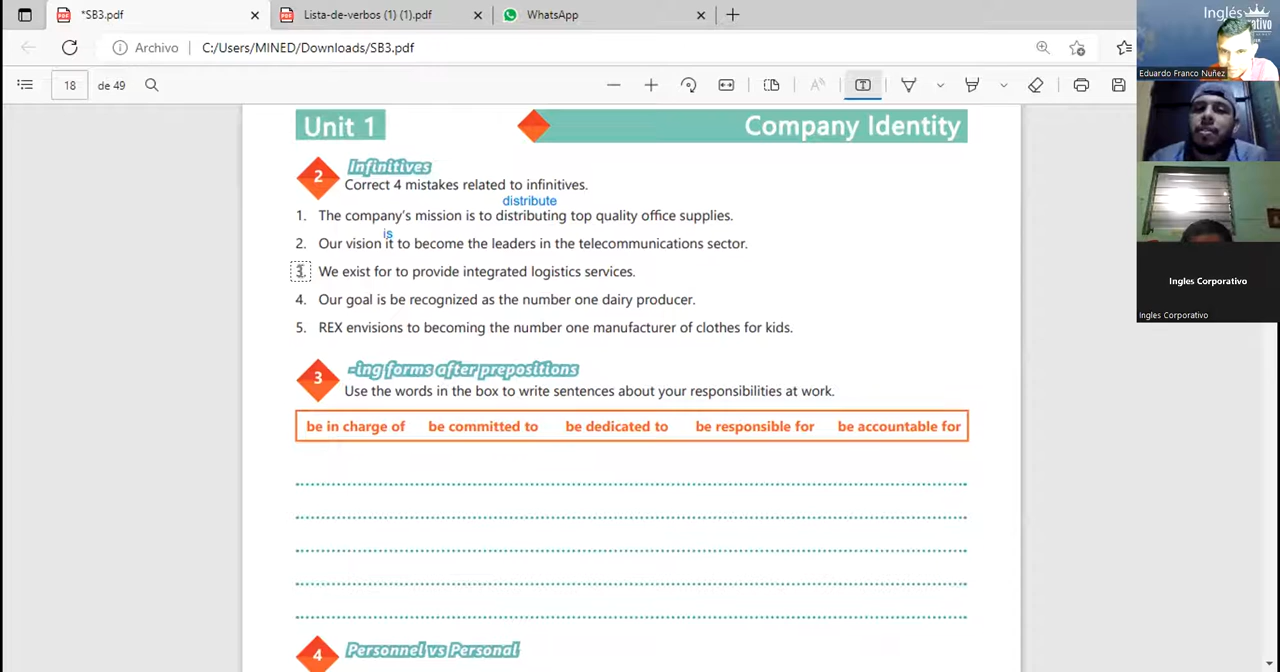 *SB3.pdf
Lista-de-verbos (1) (1).pdf
WhatsApp
Archivo
C:/Users/MINED/Downloads/SB3.pdf
18
de 49
Inglés
Eduardo Franco Nuñez
Ingles Corporativo
Ingles Corporativo
Unit 1
Company Identity
2
Infinitives
Correct 4 mistakes related to infinitives.
distribute
1. The company's mission is to distributing top quality office supplies.
is
2. Our vision it to become the leaders in the telecommunications sector.
3. We exist for to provide integrated logistics services.
4. Our goal is be recognized as the number one dairy producer.
5. REX envisions to becoming the number one manufacturer of clothes for kids.
3
-ing forms after prepositions
Use the words in the box to write sentences about your responsibilities at work.
be in charge of be committed to be dedicated to be responsible for be accountable for
4
Personnel vs Personal